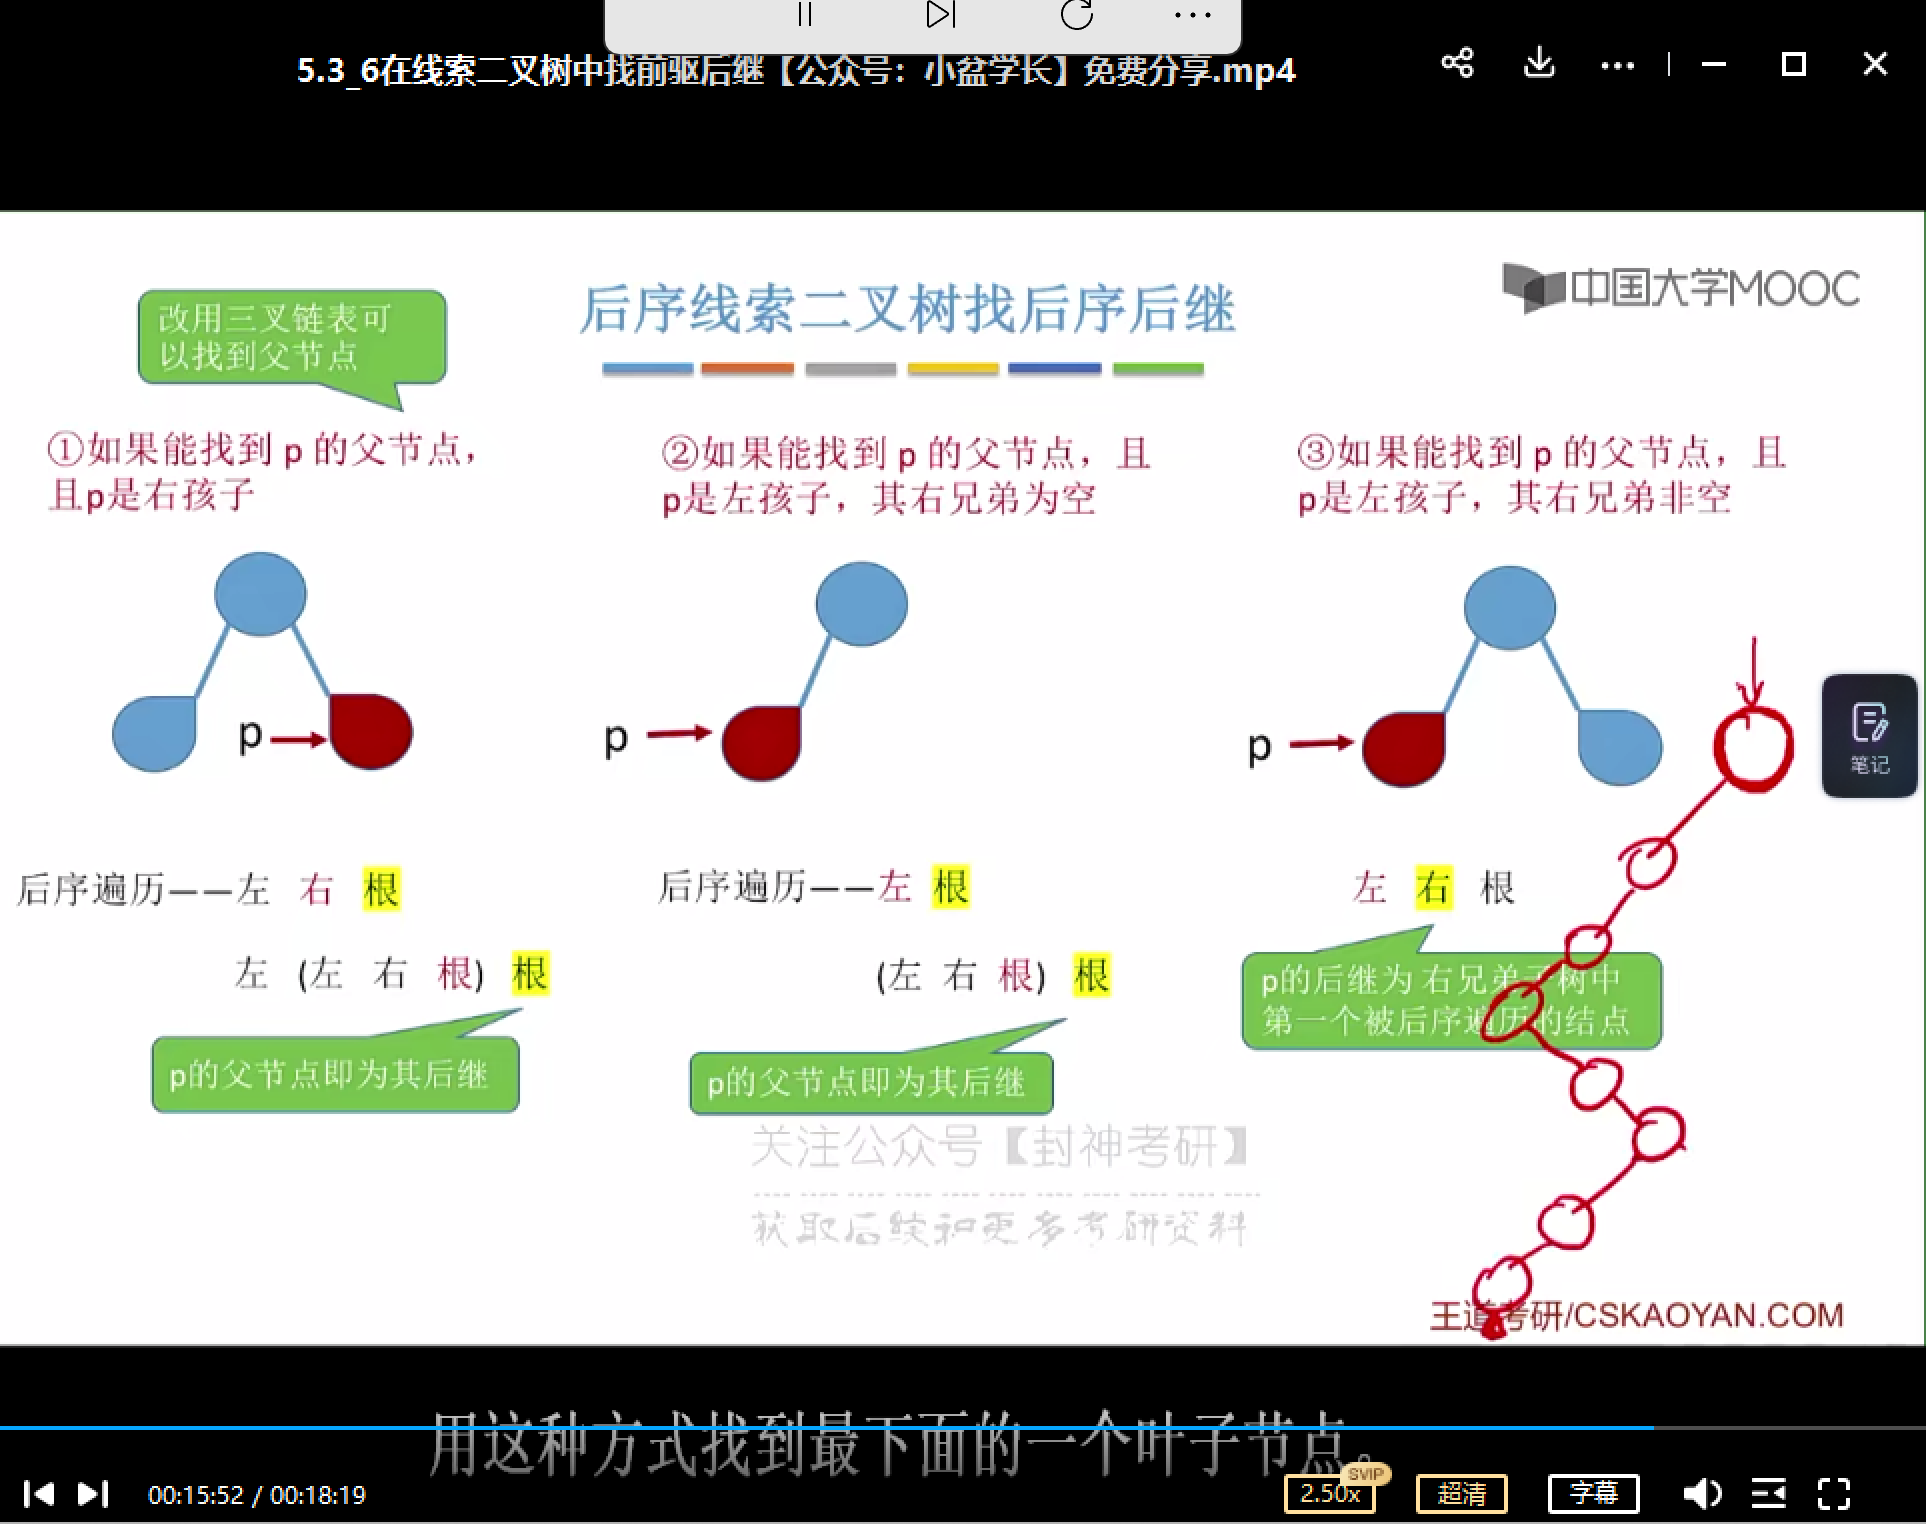 5.3_6在线索二叉树中找前驱后继【公众号：小盆学长】免费分享.mp4
中国大学MOOC
后序线索二叉树找后序后继
改用三叉链表可
以找到父节点
①如果能找到 p 的父节点，
且p是右孩子
②如果能找到 p 的父节点，且
p是左孩子，其右兄弟为空
③如果能找到 p 的父节点，且
p是左孩子，其右兄弟非空
p
p
p
笔记
后序遍历——左 右 根
左 (左 右 根) 根
p的父节点即为其后继
后序遍历——左 根
(左 右 根) 根
p的父节点即为其后继
左 右 根
p的后继为 右兄弟子树中
第一个被后序遍历的结点
关注公众号【封神考研】
获取后续和更多考研资料
王道考研/CSKAOYAN.COM
用这种方式找到最下面的一个叶子节点。
00:15:52 / 00:18:19
2.50x
SVIP
超清
字幕